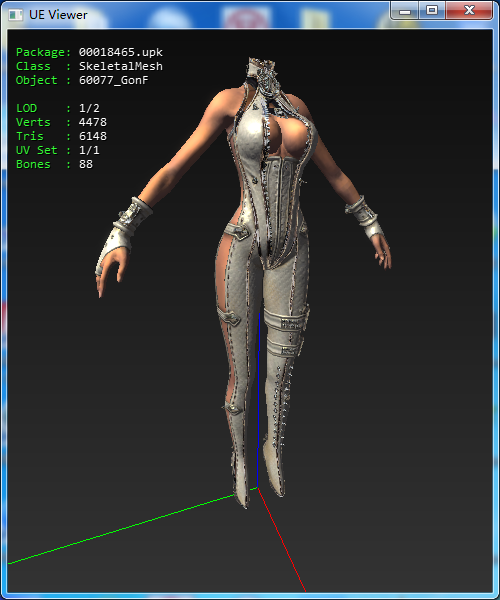 UE Viewer
Package: 00018465.upk
Class : SkeletalMesh
Object : 60077_GonF
LOD : 1/2
Verts : 4478
Tris : 6148
UV Set : 1/1
Bones : 88